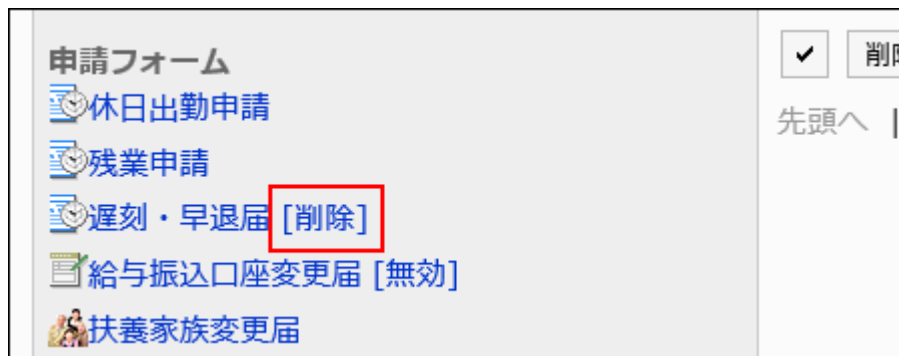 申請フォーム
休日出勤申請
残業申請
遅刻・早退届 [削除]
給与振込口座変更届 [無効]
扶養家族変更届
削除
先頭へ |